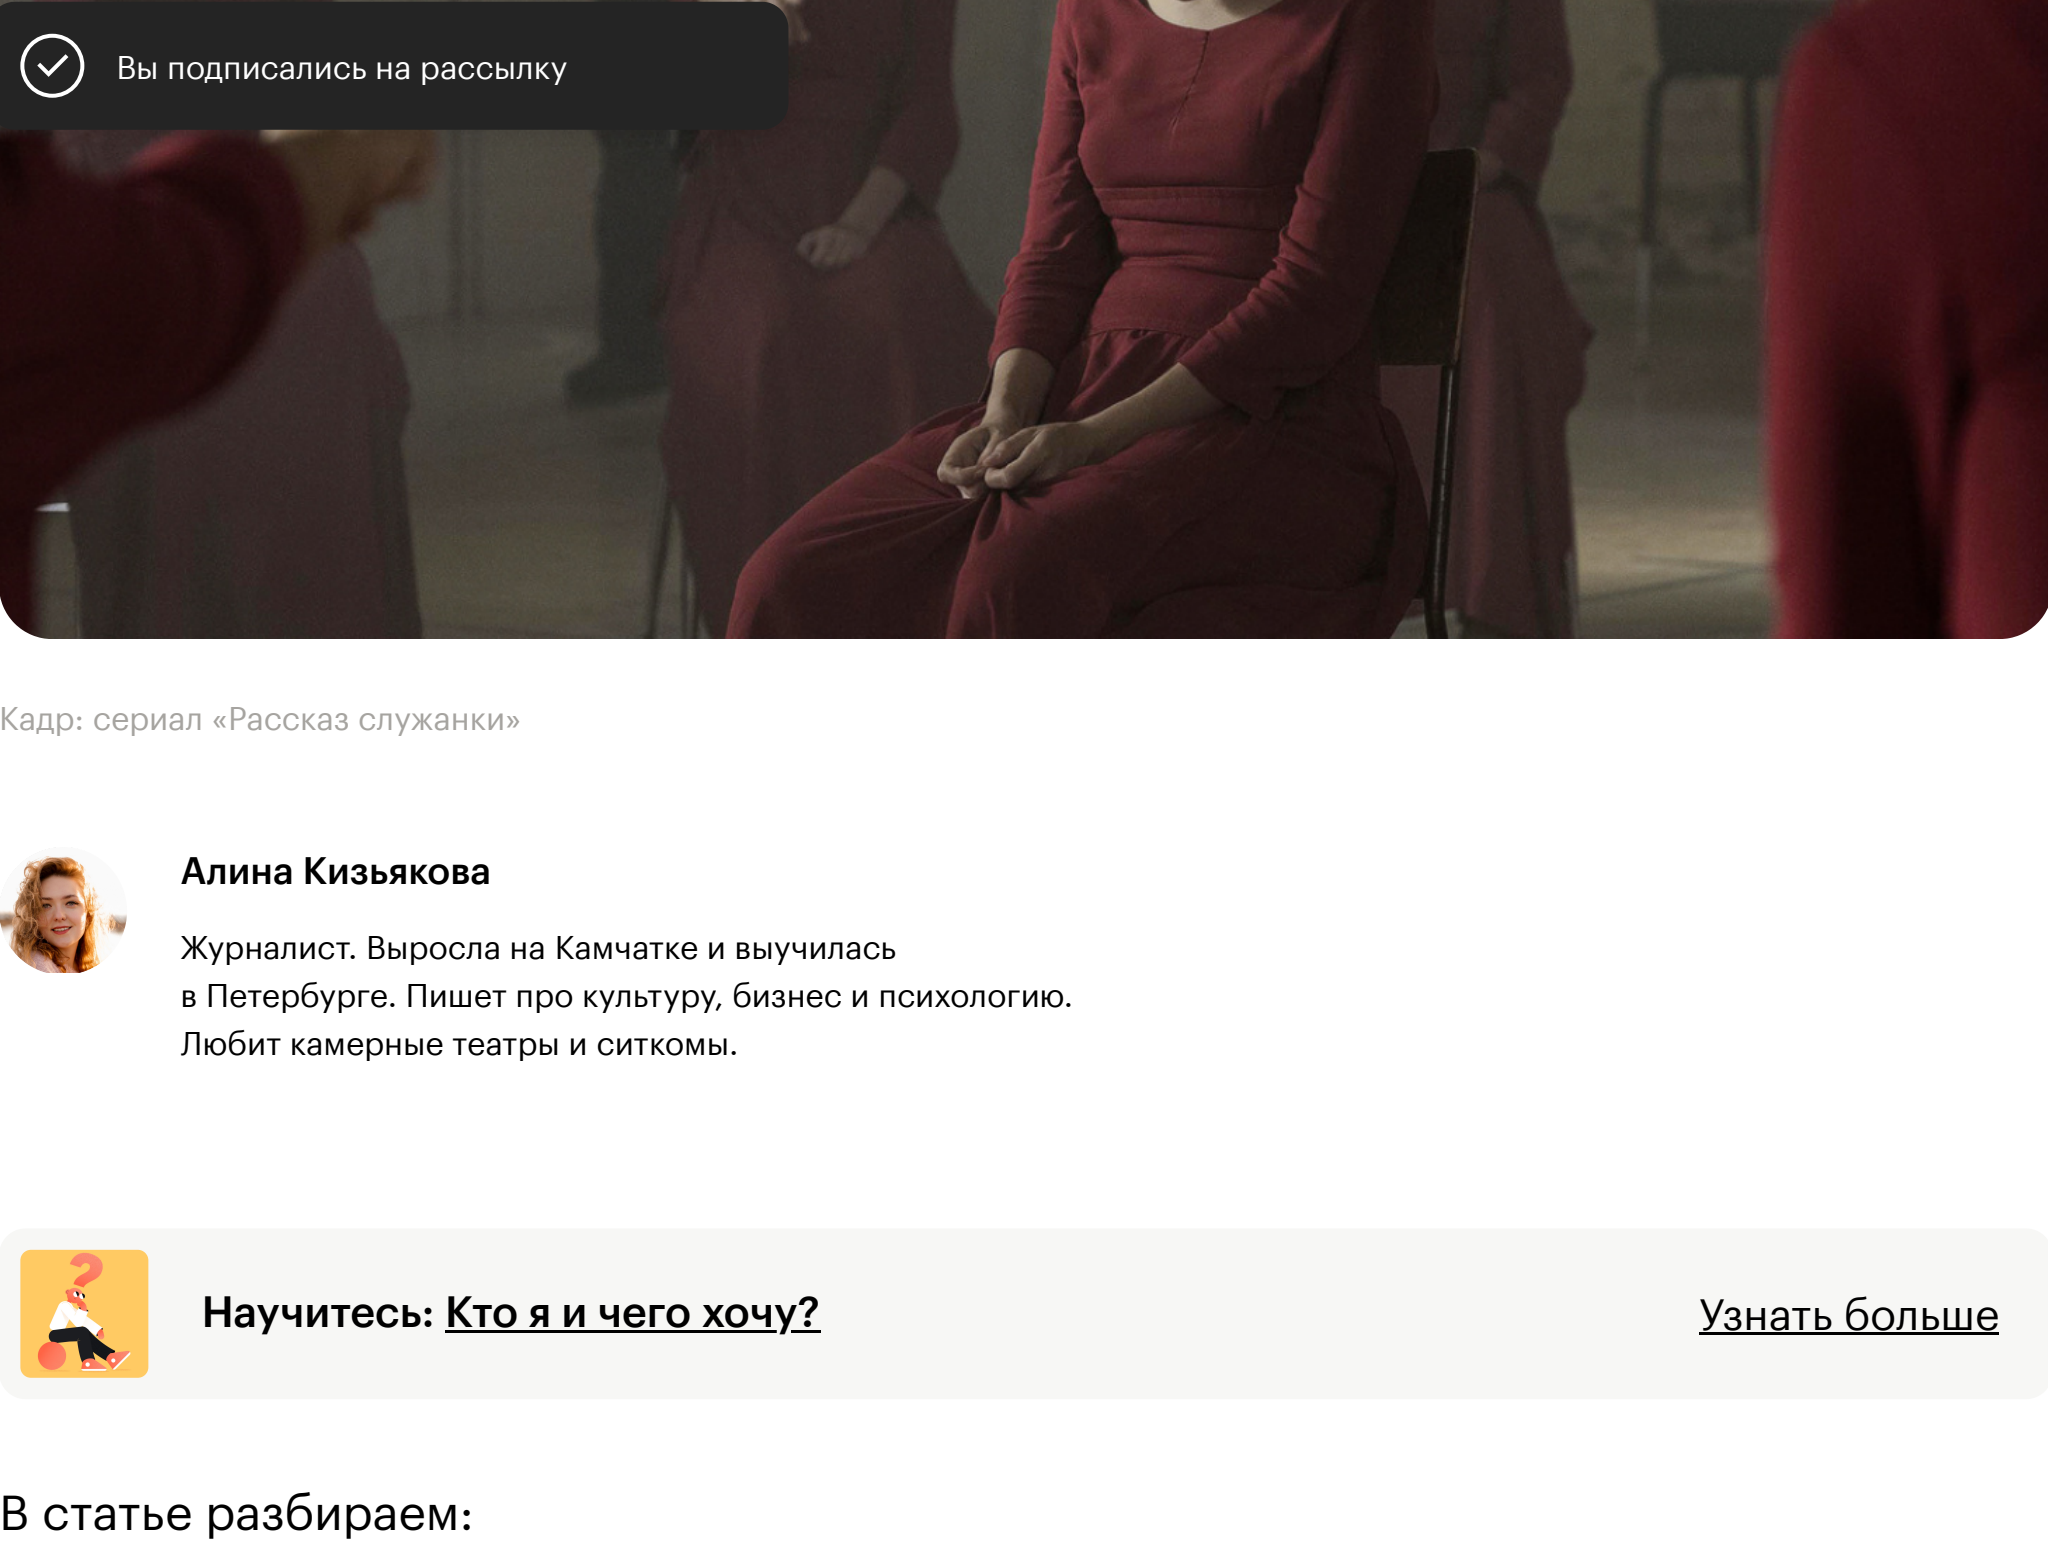 Вы подписались на рассылку
Кадр: сериал «Рассказ служанки»
Алина Кизьякова
Журналист. Выросла на Камчатке и выучилась
в Петербурге. Пишет про культуру, бизнес и психологию.
Любит камерные театры и ситкомы.
Научитесь: Кто я и чего хочу?
Узнать больше
В статье разбираем: